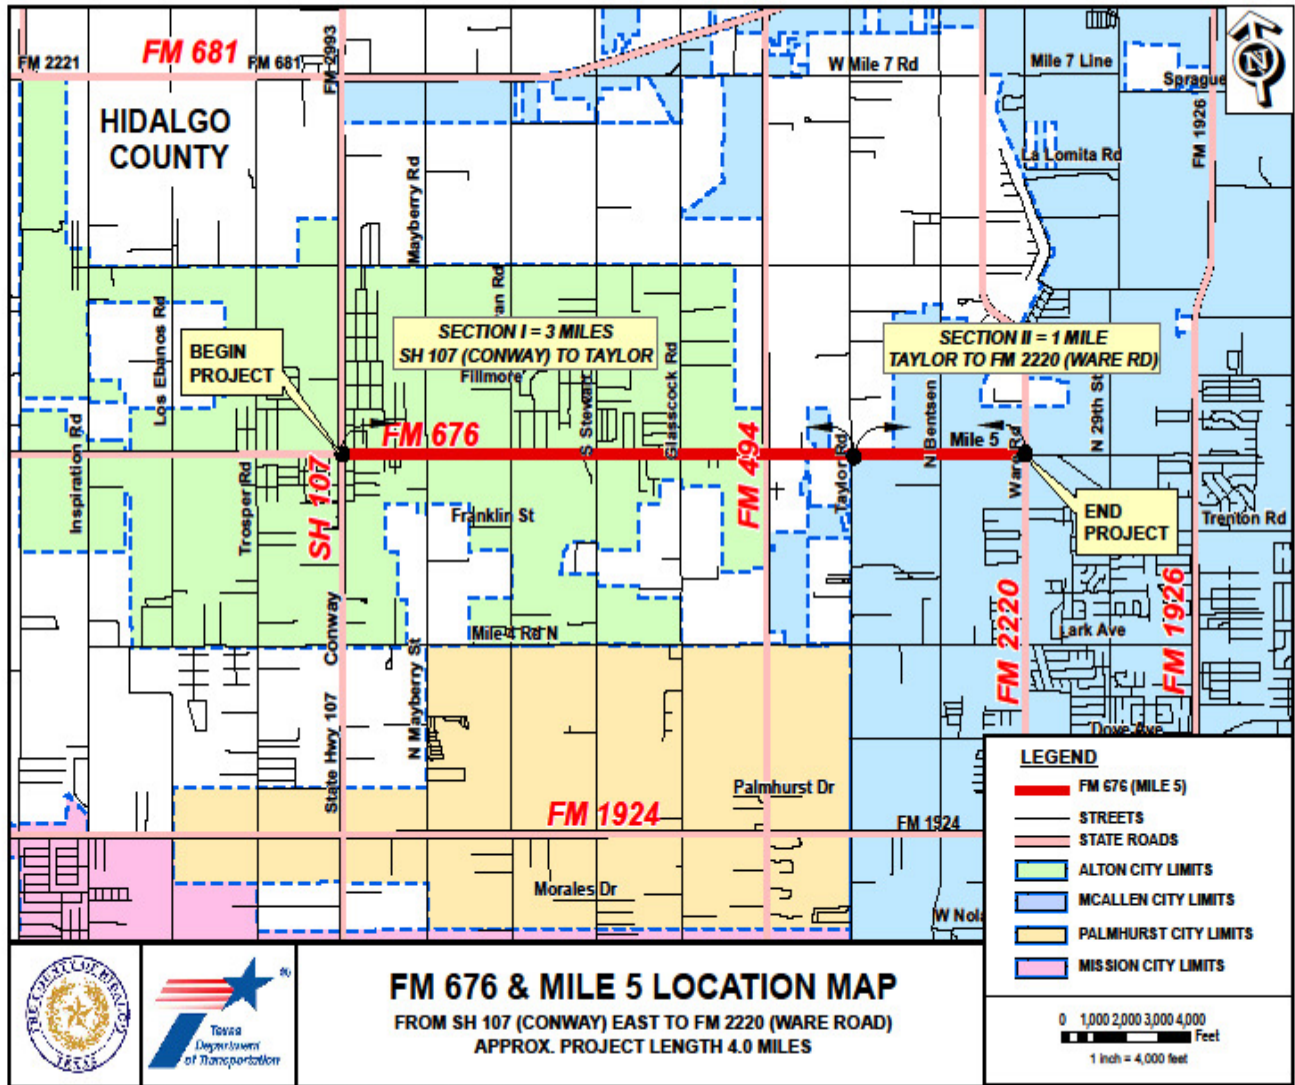 FM 2221
FM 681
FM 681
FM 2993
W Mile 7 Rd
Mile 7 Line
Sprague
N
HIDALGO
COUNTY
FM 1926
La Lomita Rd
Mayberry Rd
ran Rd
Los Ebanos Rd
SECTION I = 3 MILES
SH 107 (CONWAY) TO TAYLOR
SECTION II = 1 MILE
TAYLOR TO FM 2220 (WARE RD)
BEGIN
PROJECT
Fillmore
S Stewart
Glasscock Rd
N Bentsen
N 29th St
Inspiration Rd
Trosper Rd
FM 676
SH 107
FM 494
Taylor Rd
Mile 5
Ware Rd
Franklin St
END
PROJECT
Trenton Rd
FM 2220
FM 1926
Conway
Mile 4 Rd N
Lark Ave
N Mayberry St
State Hwy 107
Dove Ave
Palmhurst Dr
FM 1924
FM 1924
Morales Dr
W Nola
LEGEND
FM 676 (MILE 5)
STREETS
STATE ROADS
ALTON CITY LIMITS
MCALLEN CITY LIMITS
PALMHURST CITY LIMITS
MISSION CITY LIMITS
0 1,000 2,000 3,000 4,000
Feet
1 inch = 4,000 feet
THE COUNTY OF HIDALGO
TEXAS
®
Texas
Department
of Transportation
FM 676 & MILE 5 LOCATION MAP
FROM SH 107 (CONWAY) EAST TO FM 2220 (WARE ROAD)
APPROX. PROJECT LENGTH 4.0 MILES